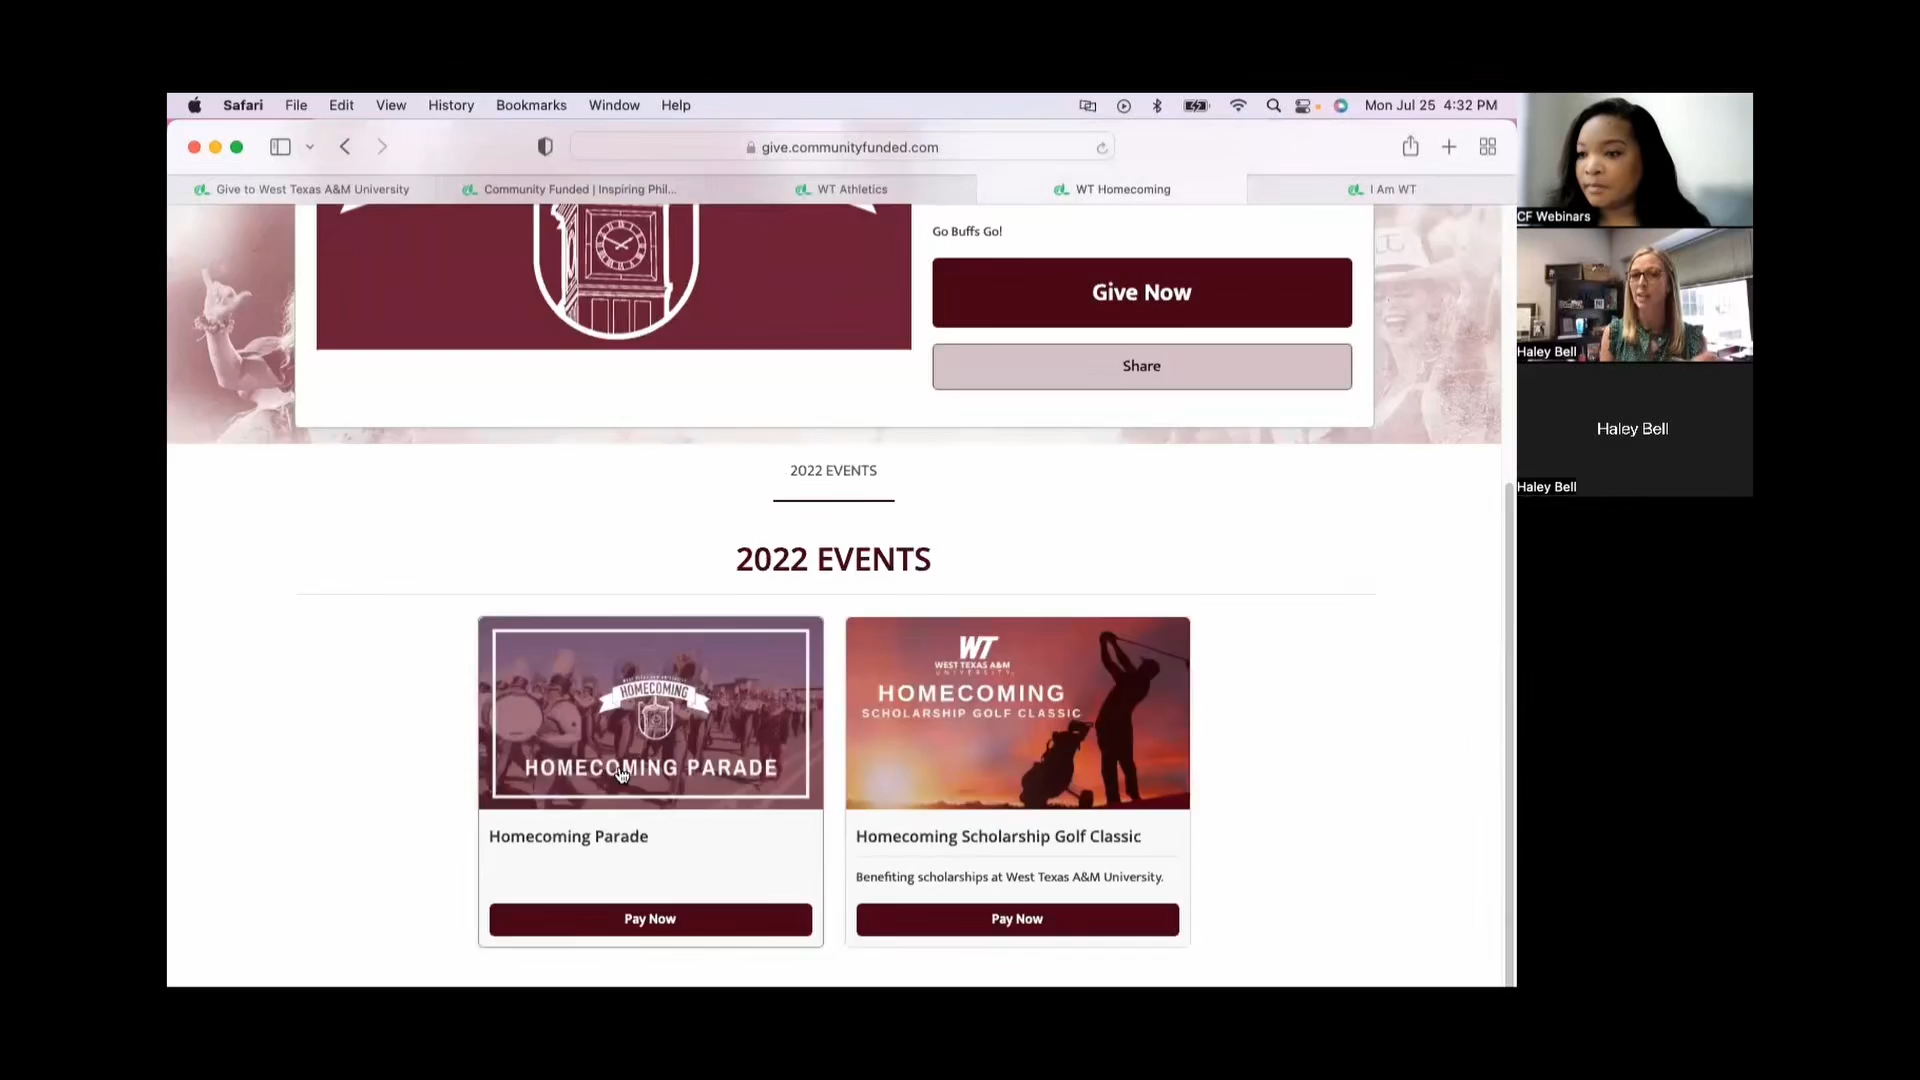 Safari File Edit View History Bookmarks Window Help Mon Jul 25 4:32 PM
give.communityfunded.com
Give to West Texas A&M University Community Funded | Inspiring Phil... WT Athletics WT Homecoming I Am WT
CF Webinars
Haley Bell
Haley Bell
Haley Bell
Go Buffs Go!
Give Now
Share
2022 EVENTS
2022 EVENTS
HOMECOMING
HOMECOMING PARADE
Homecoming Parade
Pay Now
WT
WEST TEXAS A&M
UNIVERSITY
HOMECOMING
SCHOLARSHIP GOLF CLASSIC
Homecoming Scholarship Golf Classic
Benefiting scholarships at West Texas A&M University.
Pay Now